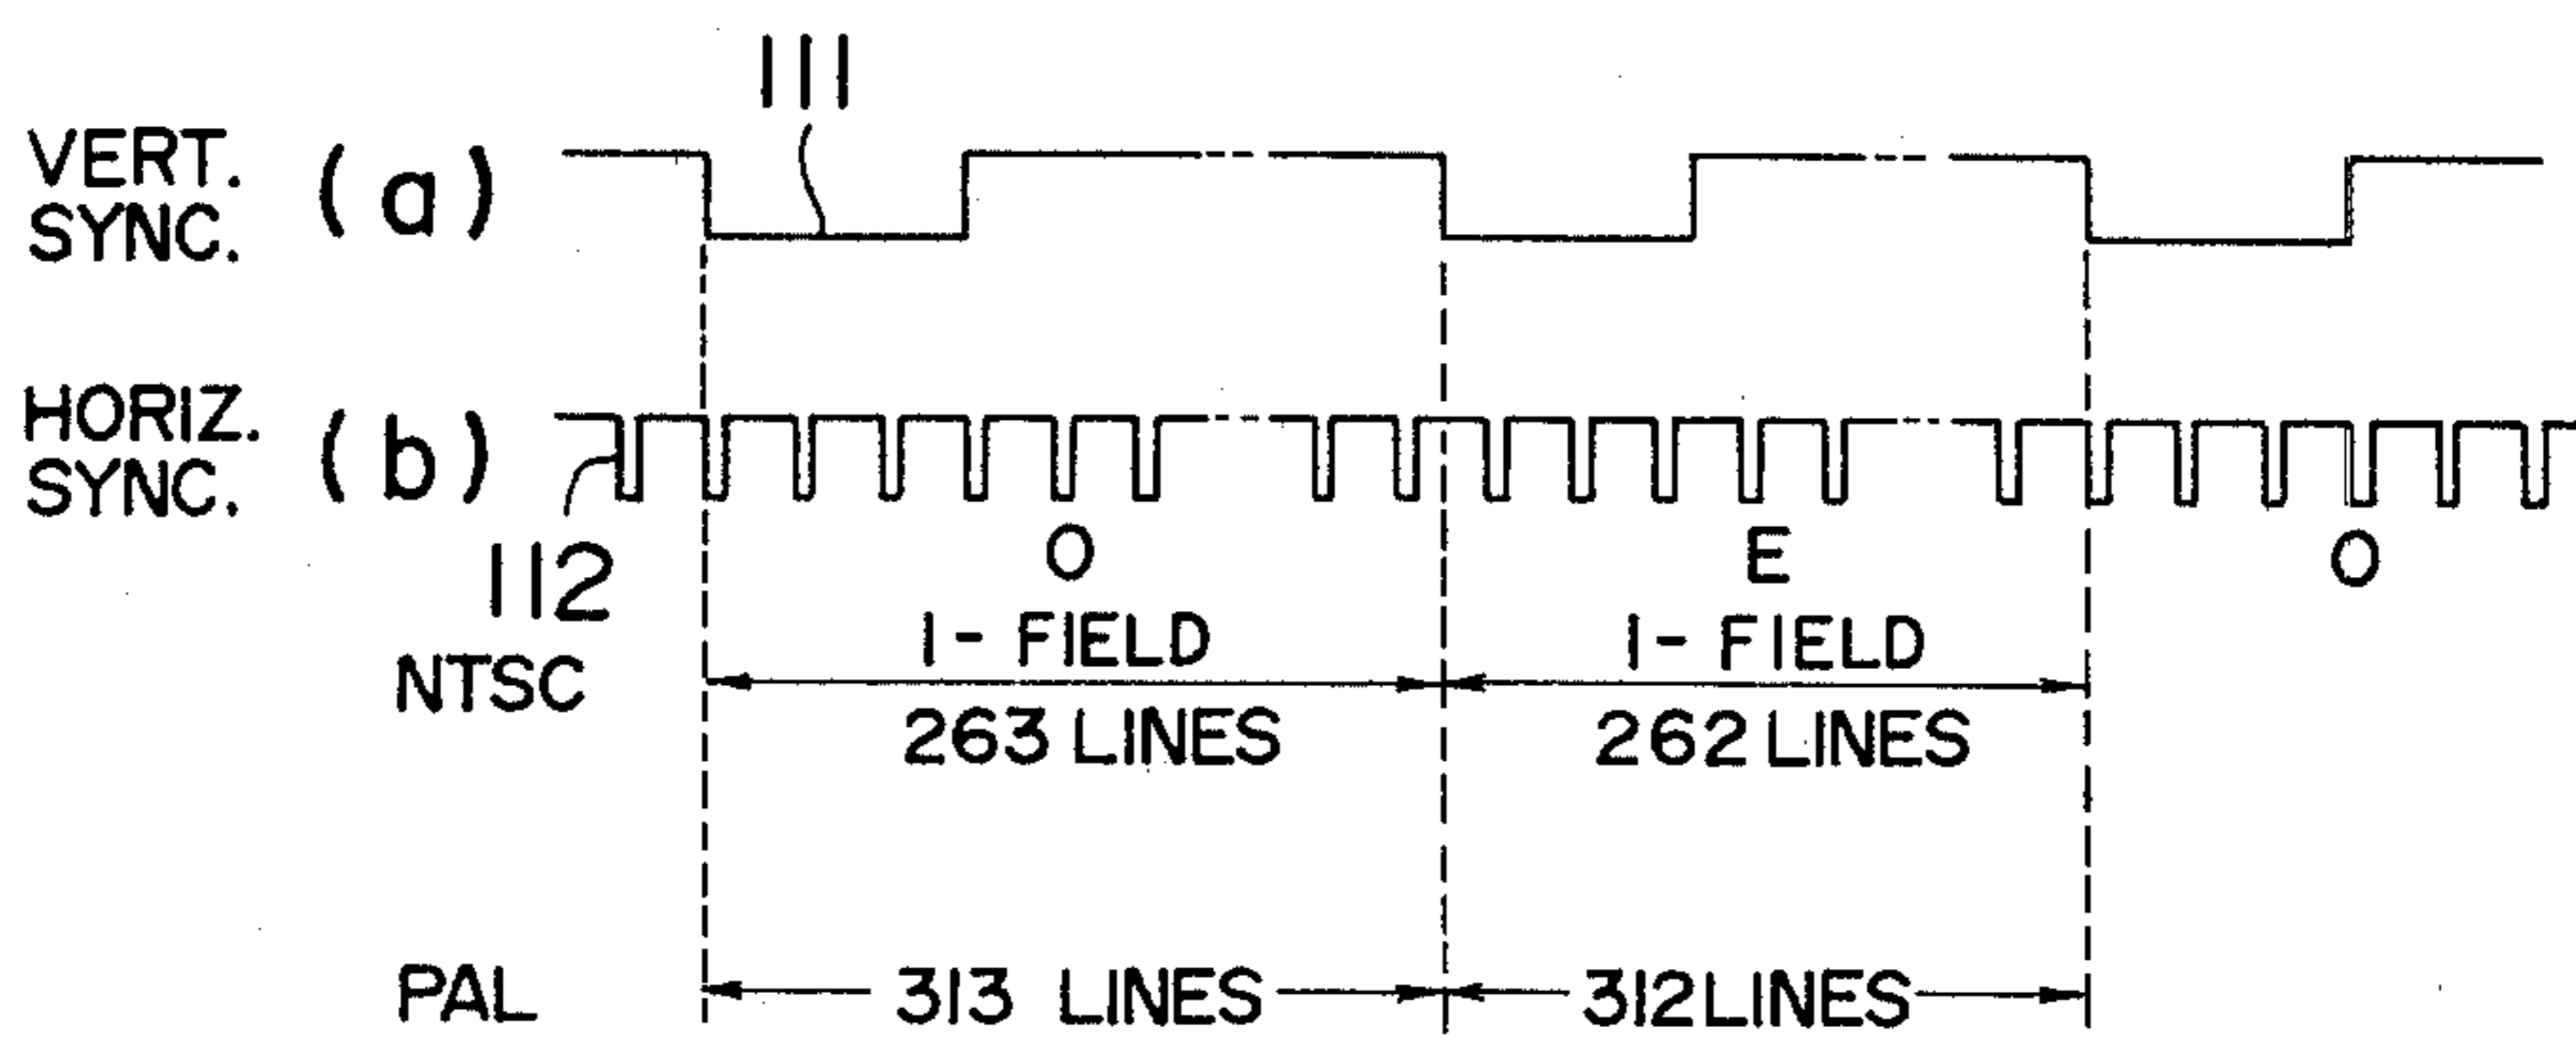 111
VERT.
SYNC.
(a)
HORIZ.
SYNC.
(b)
112
O
E
O
NTSC
1- FIELD
1- FIELD
263 LINES
262 LINES
PAL
313 LINES
312 LINES